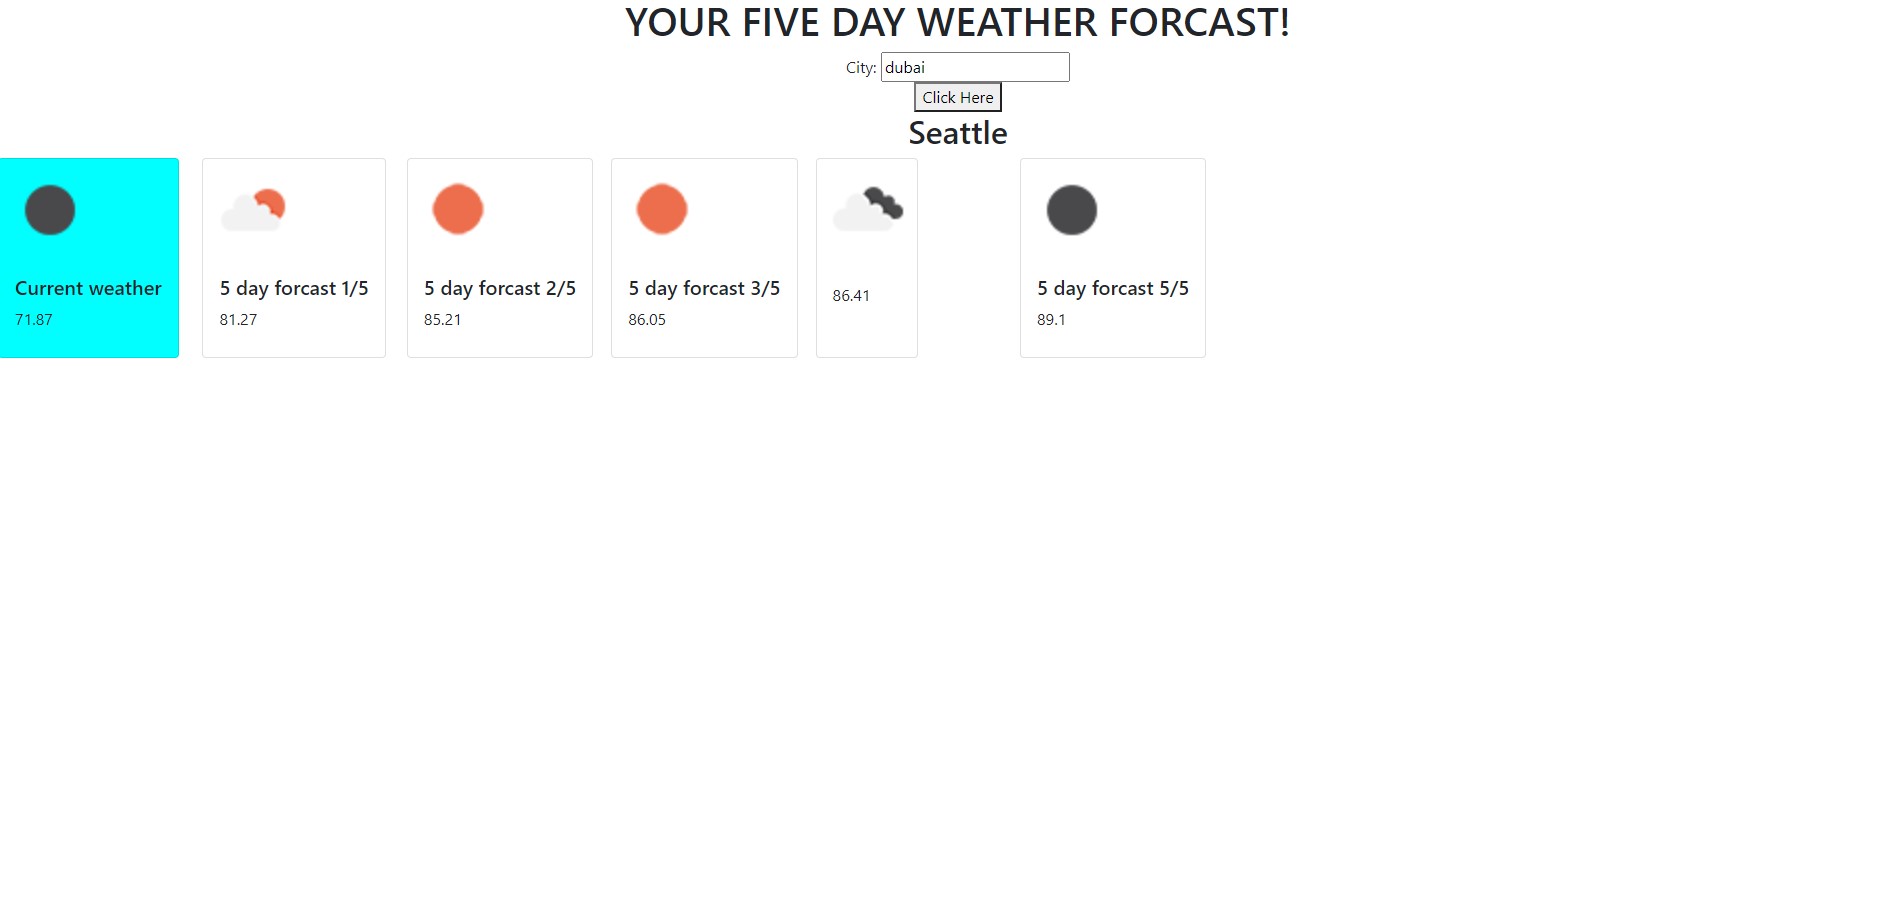 YOUR FIVE DAY WEATHER FORCAST!
City: dubai
Click Here
Seattle
Current weather
71.87
5 day forcast 1/5
81.27
5 day forcast 2/5
85.21
5 day forcast 3/5
86.05
86.41
5 day forcast 5/5
89.1